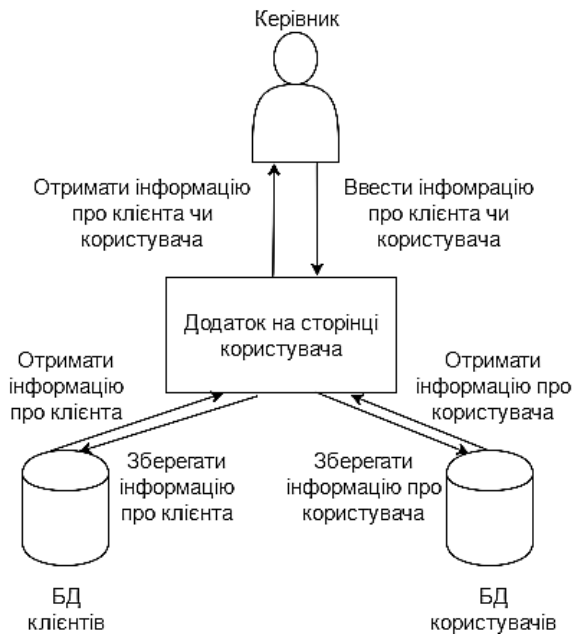 Керівник
Отримати інформацію
про клієнта чи
користувача
Ввести інфомрацію
про клієнта чи
користувача
Додаток на сторінці
користувача
Отримати
інформацію
про клієнта
Отримати
інформацію про
користувача
Зберегати
інформацію
про клієнта
Зберегати
інформацію про
користувача
БД
клієнтів
БД
користувачів